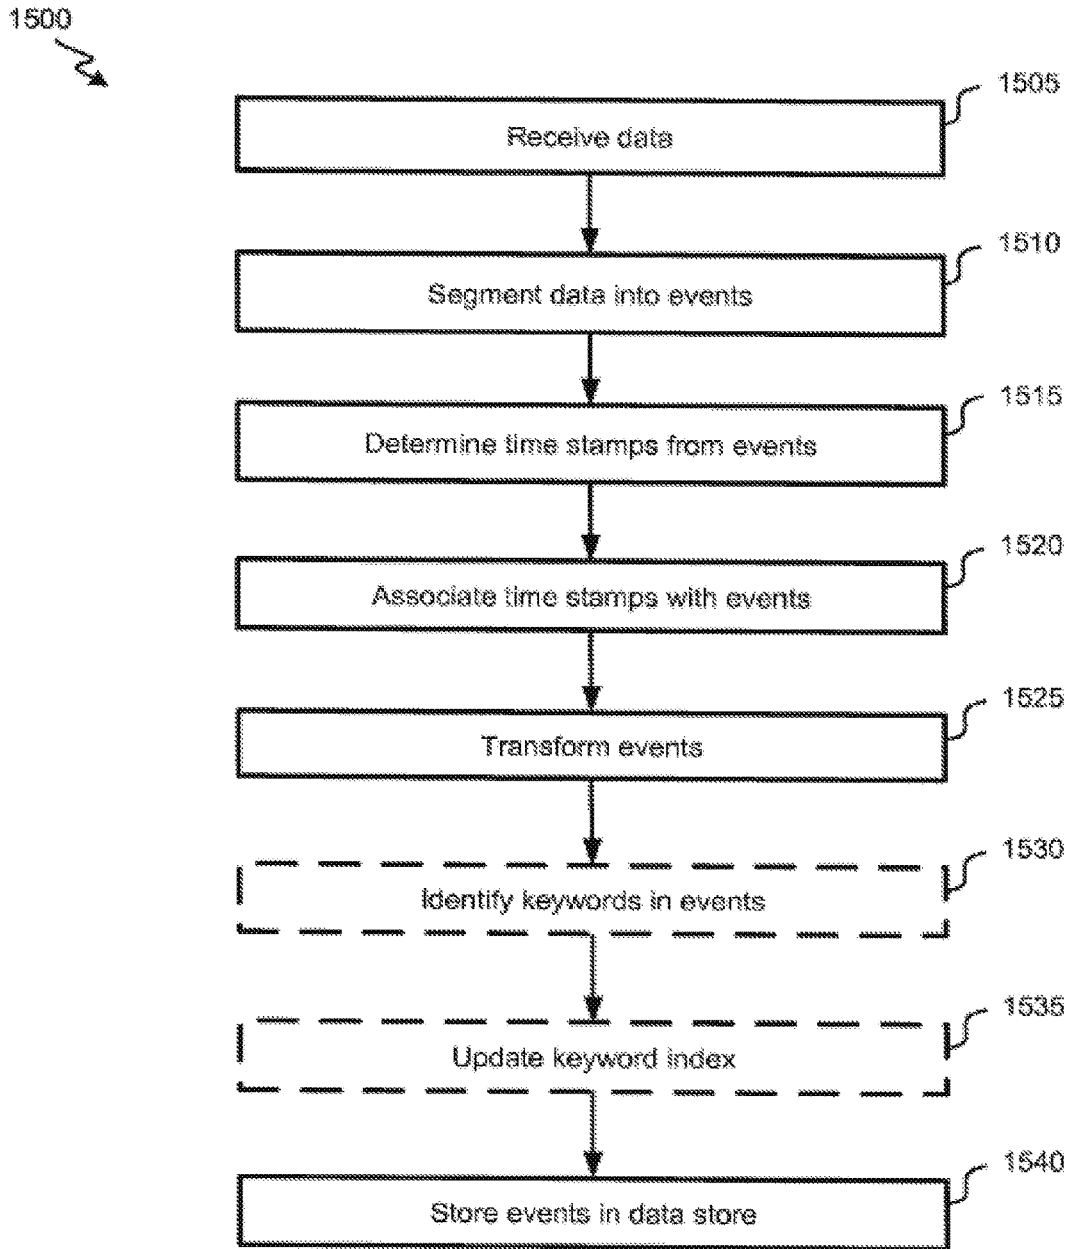 1500
1505
Receive data
1510
Segment data into events
1515
Determine time stamps from events
1520
Associate time stamps with events
1525
Transform events
1530
Identify keywords in events
1535
Update keyword index
1540
Store events in data store